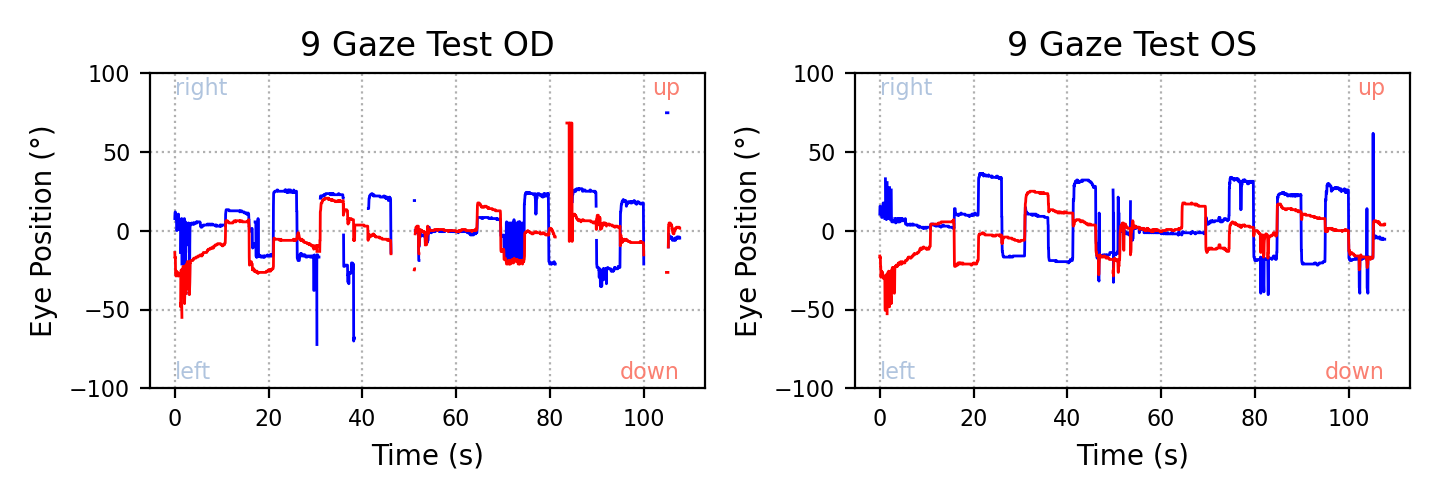 9 Gaze Test OD
100
50
0
−50
−100
Eye Position (°)
right
up
left
down
0 20 40 60 80 100
Time (s)
9 Gaze Test OS
100
50
0
−50
−100
Eye Position (°)
right
up
left
down
0 20 40 60 80 100
Time (s)